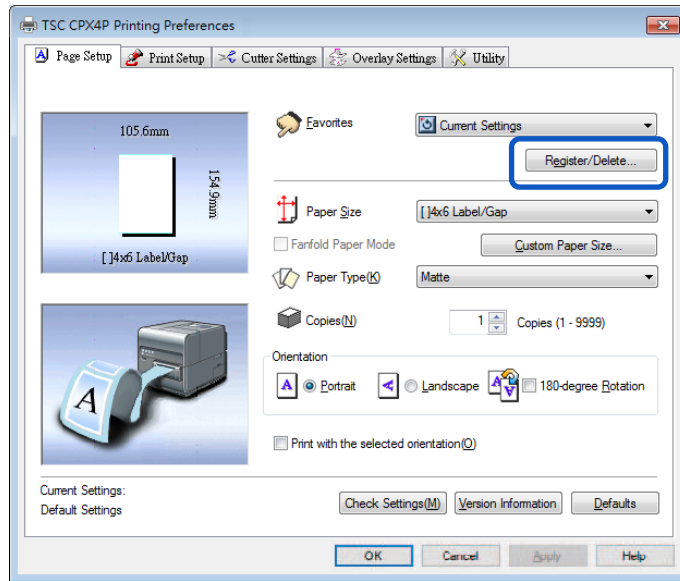 TSC CPX4P Printing Preferences
Page Setup Print Setup Cutter Settings Overlay Settings Utility
105.6mm
154.9mm
[ ]4x6 Label/Gap
Favorites Current Settings
Register/Delete...
Paper Size [ ]4x6 Label/Gap
Fanfold Paper Mode Custom Paper Size...
Paper Type(K) Matte
Copies(N) 1 Copies (1 - 9999)
Orientation
A Portrait A Landscape A A 180-degree Rotation
Print with the selected orientation(O)
A
Current Settings:
Default Settings
Check Settings(M) Version Information Defaults
OK Cancel Apply Help